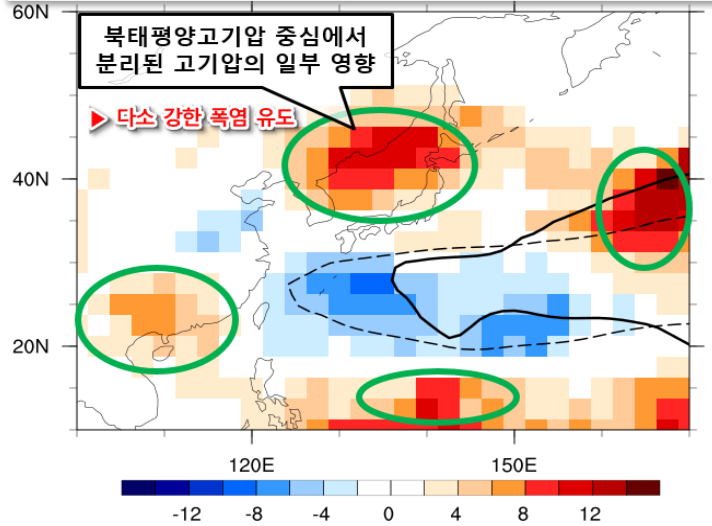 60N
북태평양고기압 중심에서
분리된 고기압의 일부 영향
▶ 다소 강한 폭염 유도
40N
20N
120E 150E
-12 -8 -4 0 4 8 12